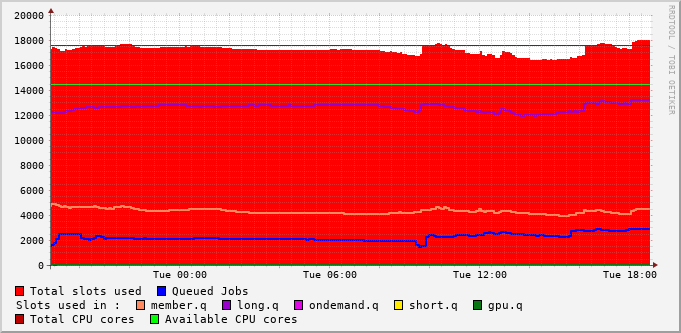 20000
18000
16000
14000
12000
10000
8000
6000
4000
2000
0
Tue 00:00 Tue 06:00 Tue 12:00 Tue 18:00
RRDTOOL / TOBI OETIKER
Total slots used Queued Jobs
Slots used in : member.q long.q ondemand.q short.q gpu.q
Total CPU cores Available CPU cores